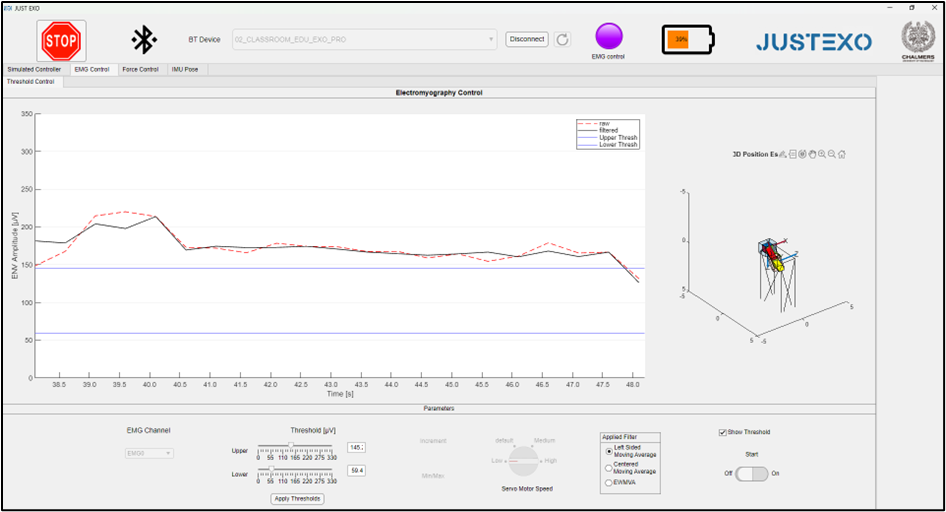 JUST EXO
STOP
BT Device
02_CLASSROOM_EDU_EXO_PRO
Disconnect
EMG control
39%
JUSTEXO
CHALMERS
Simulated Controller
EMG Control
Force Control
IMU Pose
Threshold Control
Electromyography Control
350
300
250
200
150
100
50
0
ENV Amplitude [µV]
raw
filtered
Upper Thresh
Lower Thresh
38.5 39.0 39.5 40.0 40.5 41.0 41.5 42.0 42.5 43.0 43.5 44.0 44.5 45.0 45.5 46.0 46.5 47.0 47.5 48.0
Time [s]
3D Position Es
-5
0
5
-5
0
5
-5
0
5
X
Z
Parameters
EMG Channel
EMG0
Threshold [µV]
Upper
0 55 110 165 220 275 330
145.
Lower
0 55 110 165 220 275 330
59.4
Apply Thresholds
Increment
Min/Max
default
Medium
Low
High
Servo Motor Speed
Applied Filter
Left Sided
Moving Average
Centered
Moving Average
EWMVA
Show Threshold
Start
Off
On